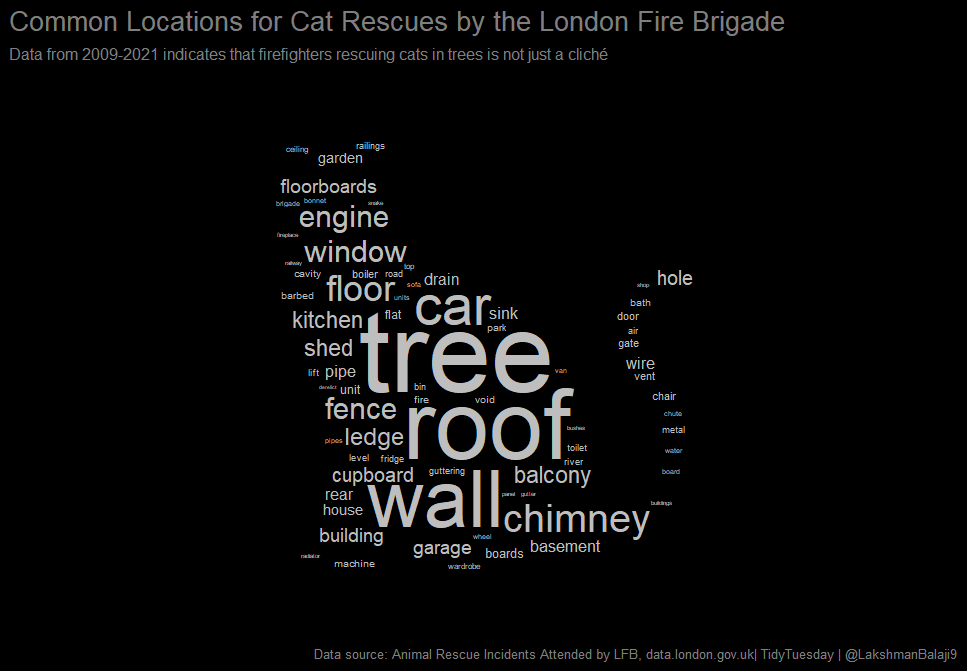 Common Locations for Cat Rescues by the London Fire Brigade
Data from 2009-2021 indicates that firefighters rescuing cats in trees is not just a cliché
ceiling
railings
garden
floorboards
brigade
bonnet
snake
engine
fireplace
window
railway
top
cavity
boiler
road
drain
hole
sofa
shop
floor
barbed
units
car
bath
kitchen
flat
sink
door
park
air
gate
shed
tree
wire
lift
pipe
van
vent
derelict
unit
bin
chair
fence
fire
void
chute
roof
bushes
metal
pipes
ledge
toilet
water
level
fridge
river
cupboard
guttering
balcony
board
rear
wall
panel
gutter
house
chimney
buildings
building
wheel
garage
boards
basement
radiator
machine
wardrobe
Data source: Animal Rescue Incidents Attended by LFB, data.london.gov.uk| TidyTuesday | @LakshmanBalaji9